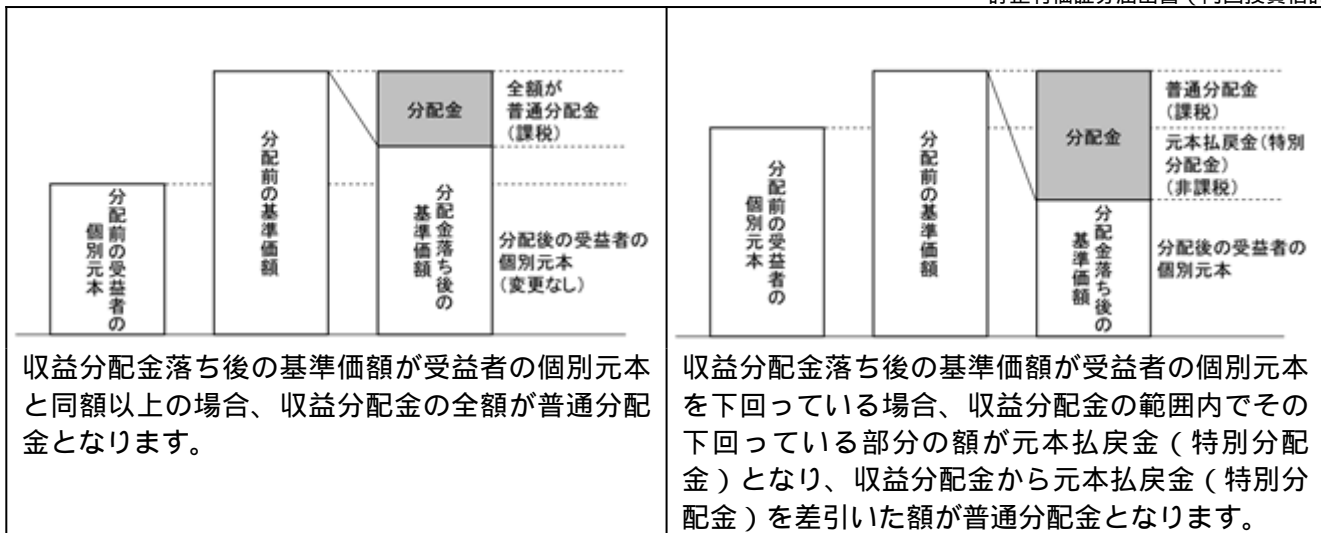 全額が
普通分配金
(課税)
分配金
分配前の受益者の
個別元本
分配前の基準価額
分配金落ち後の
基準価額
分配後の受益者の
個別元本
(変更なし)
収益分配金落ち後の基準価額が受益者の個別元本
と同額以上の場合、収益分配金の全額が普通分配
金となります。
普通分配金
(課税)
元本払戻金(特別
分配金)
(非課税)
分配金
分配前の受益者の
個別元本
分配前の基準価額
分配金落ち後の
基準価額
分配後の受益者の
個別元本
収益分配金落ち後の基準価額が受益者の個別元本
を下回っている場合、収益分配金の範囲内でその
下回っている部分の額が元本払戻金(特別分配
金)となり、収益分配金から元本払戻金(特別分
配金)を差引いた額が普通分配金となります。